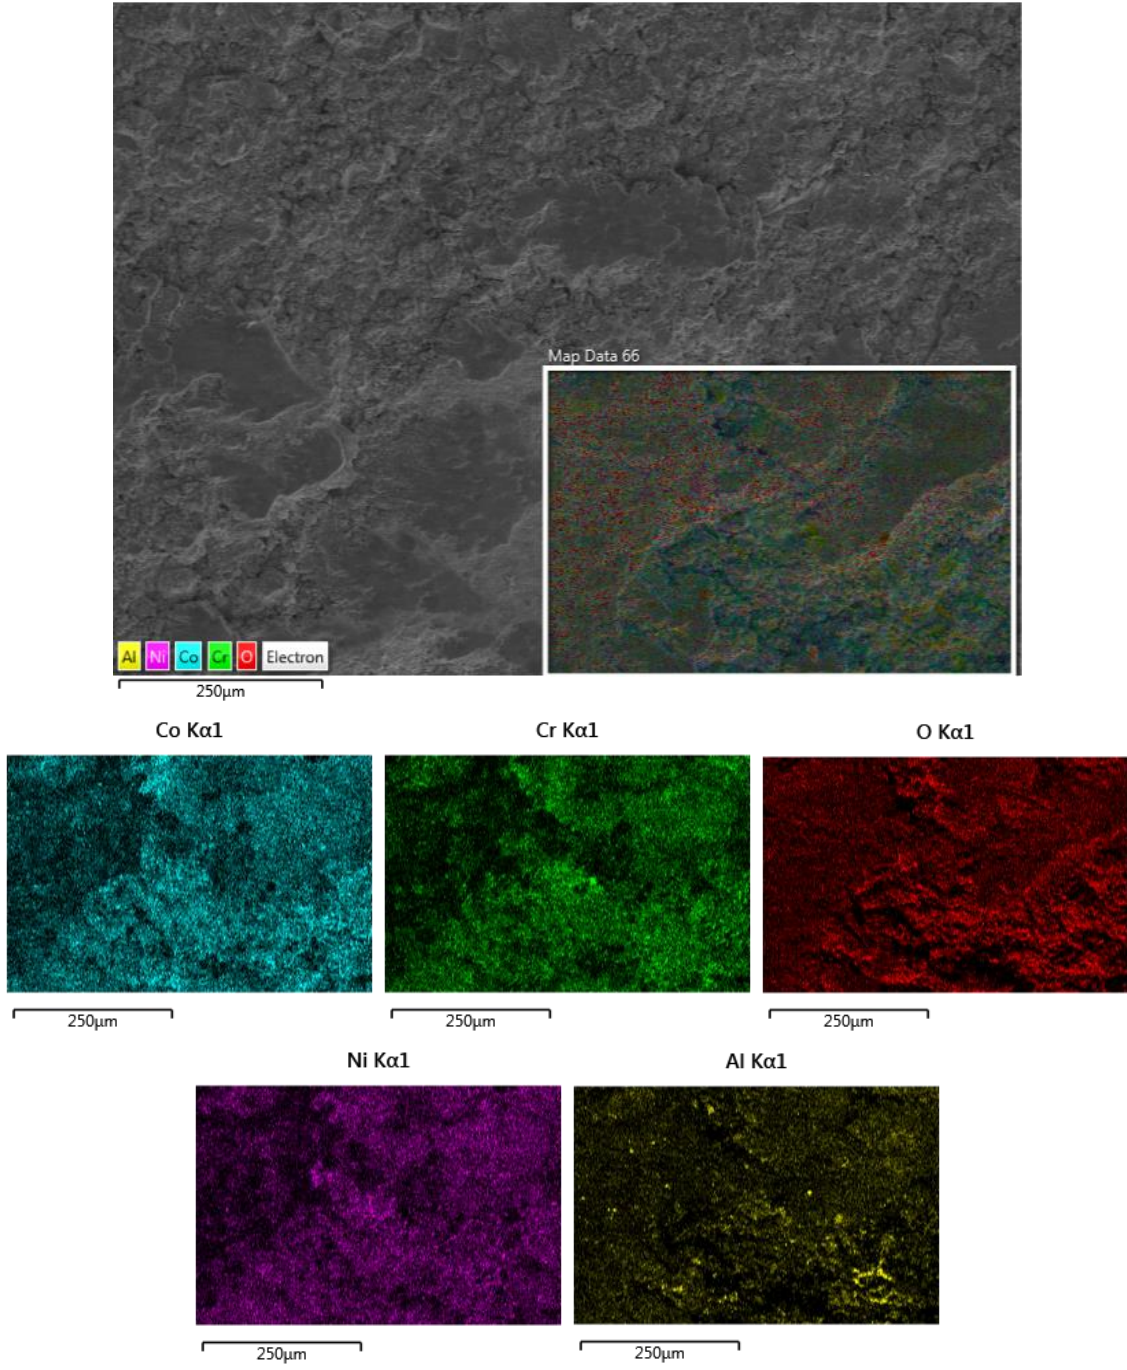 Map Data 66
Al Ni Co Cr O Electron
250µm
Co Kα1
Cr Kα1
O Kα1
250µm
250µm
250µm
Ni Kα1
Al Kα1
250µm
250µm